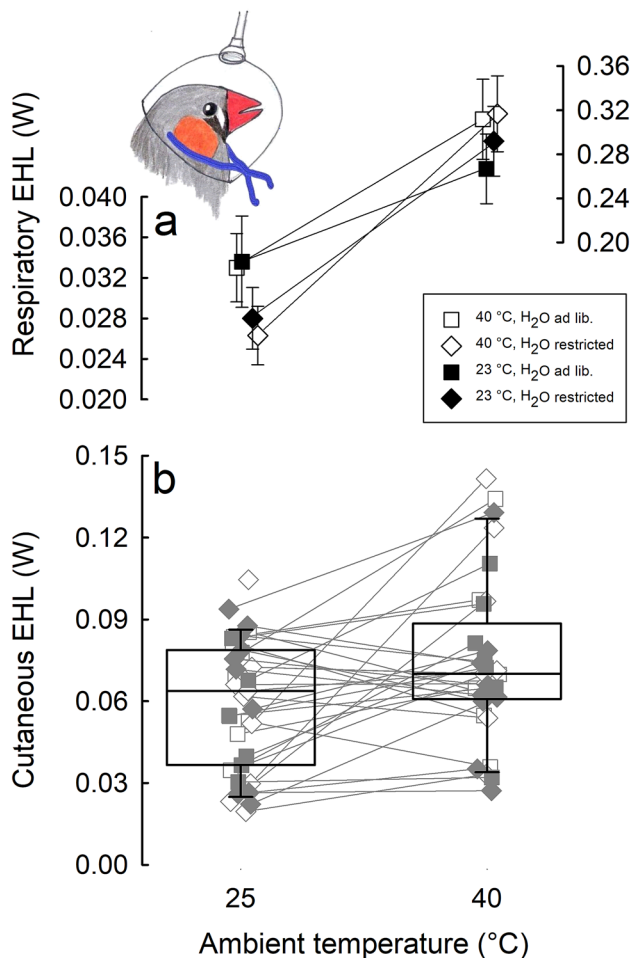 Respiratory EHL (W)
0.040
0.036
0.032
0.028
0.024
0.020
a
0.36
0.32
0.28
0.24
0.20
40 °C, H2O ad lib.
40 °C, H2O restricted
23 °C, H2O ad lib.
23 °C, H2O restricted
Cutaneous EHL (W)
0.15
0.12
0.09
0.06
0.03
0.00
b
25 40
Ambient temperature (°C)